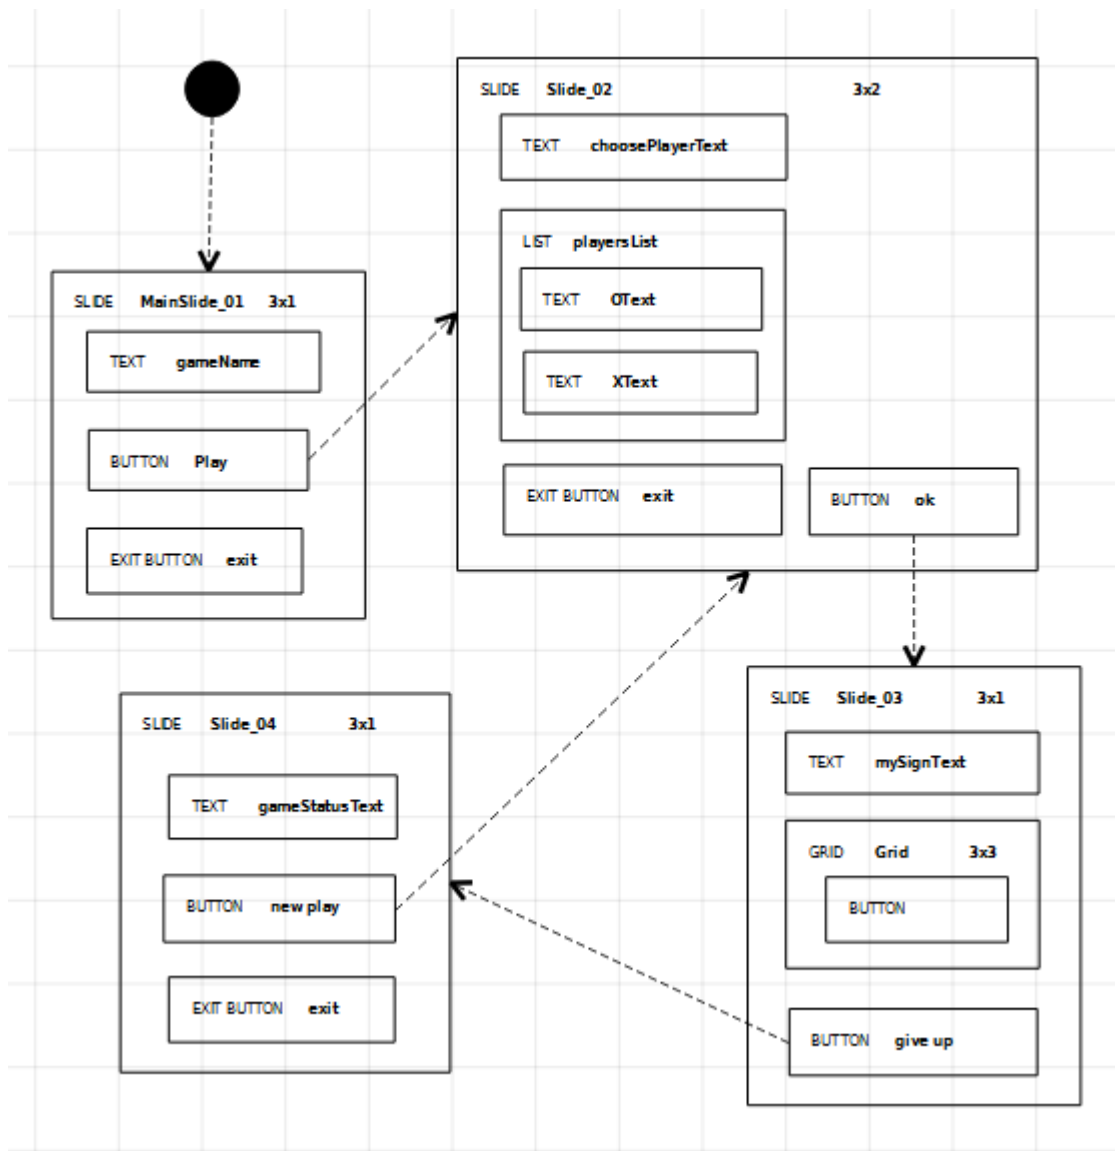 SLIDE MainSlide_01 3x1
TEXT gameName
BUTTON Play
EXIT BUTTON exit
SLIDE Slide_02 3x2
TEXT choosePlayerText
LIST playersList
TEXT OText
TEXT XText
EXIT BUTTON exit
BUTTON ok
SLIDE Slide_03 3x1
TEXT mySignText
GRID Grid 3x3
BUTTON
BUTTON give up
SLIDE Slide_04 3x1
TEXT gameStatusText
BUTTON new play
EXIT BUTTON exit